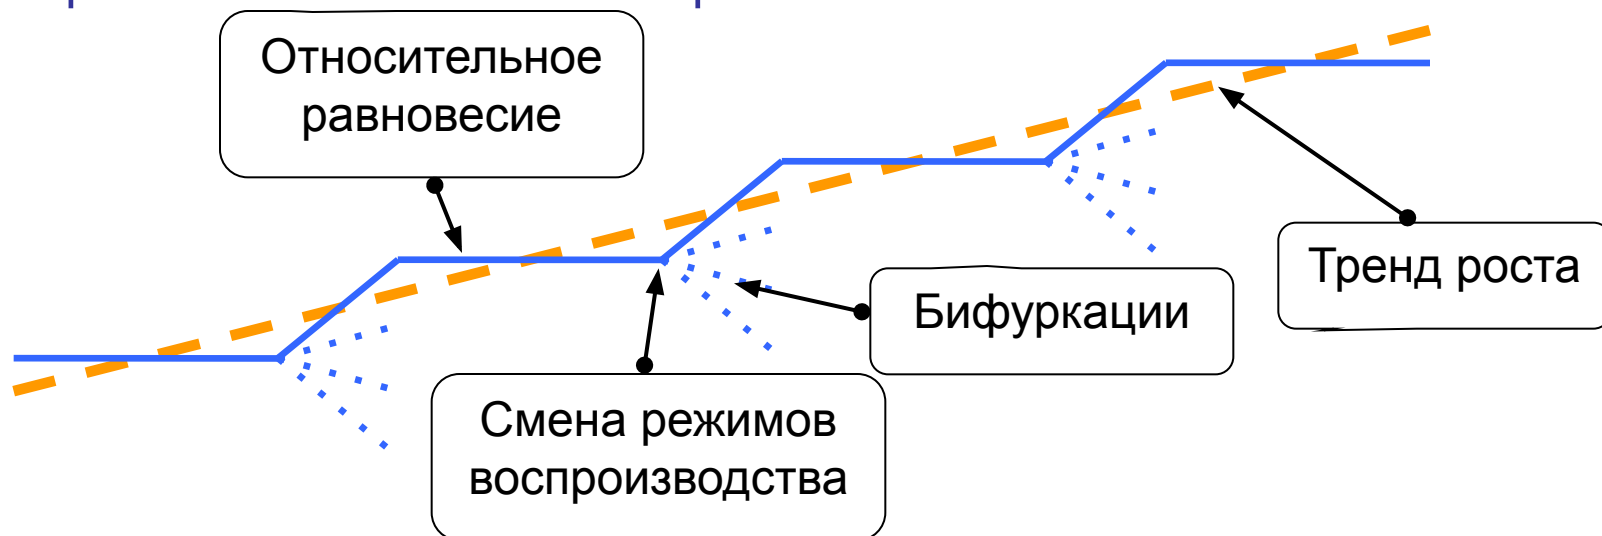 Относительное
равновесие
Тренд роста
Бифуркации
Смена режимов
воспроизводства